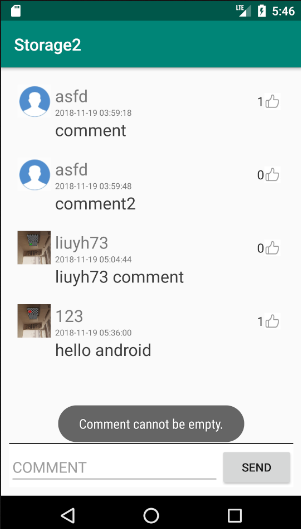 5:46
Storage2
asfd
2018-11-19 03:59:18
comment
1
asfd
2018-11-19 03:59:48
comment2
0
liuyh73
2018-11-19 05:04:44
liuyh73 comment
0
123
2018-11-19 05:36:00
hello android
1
Comment cannot be empty.
COMMENT
SEND